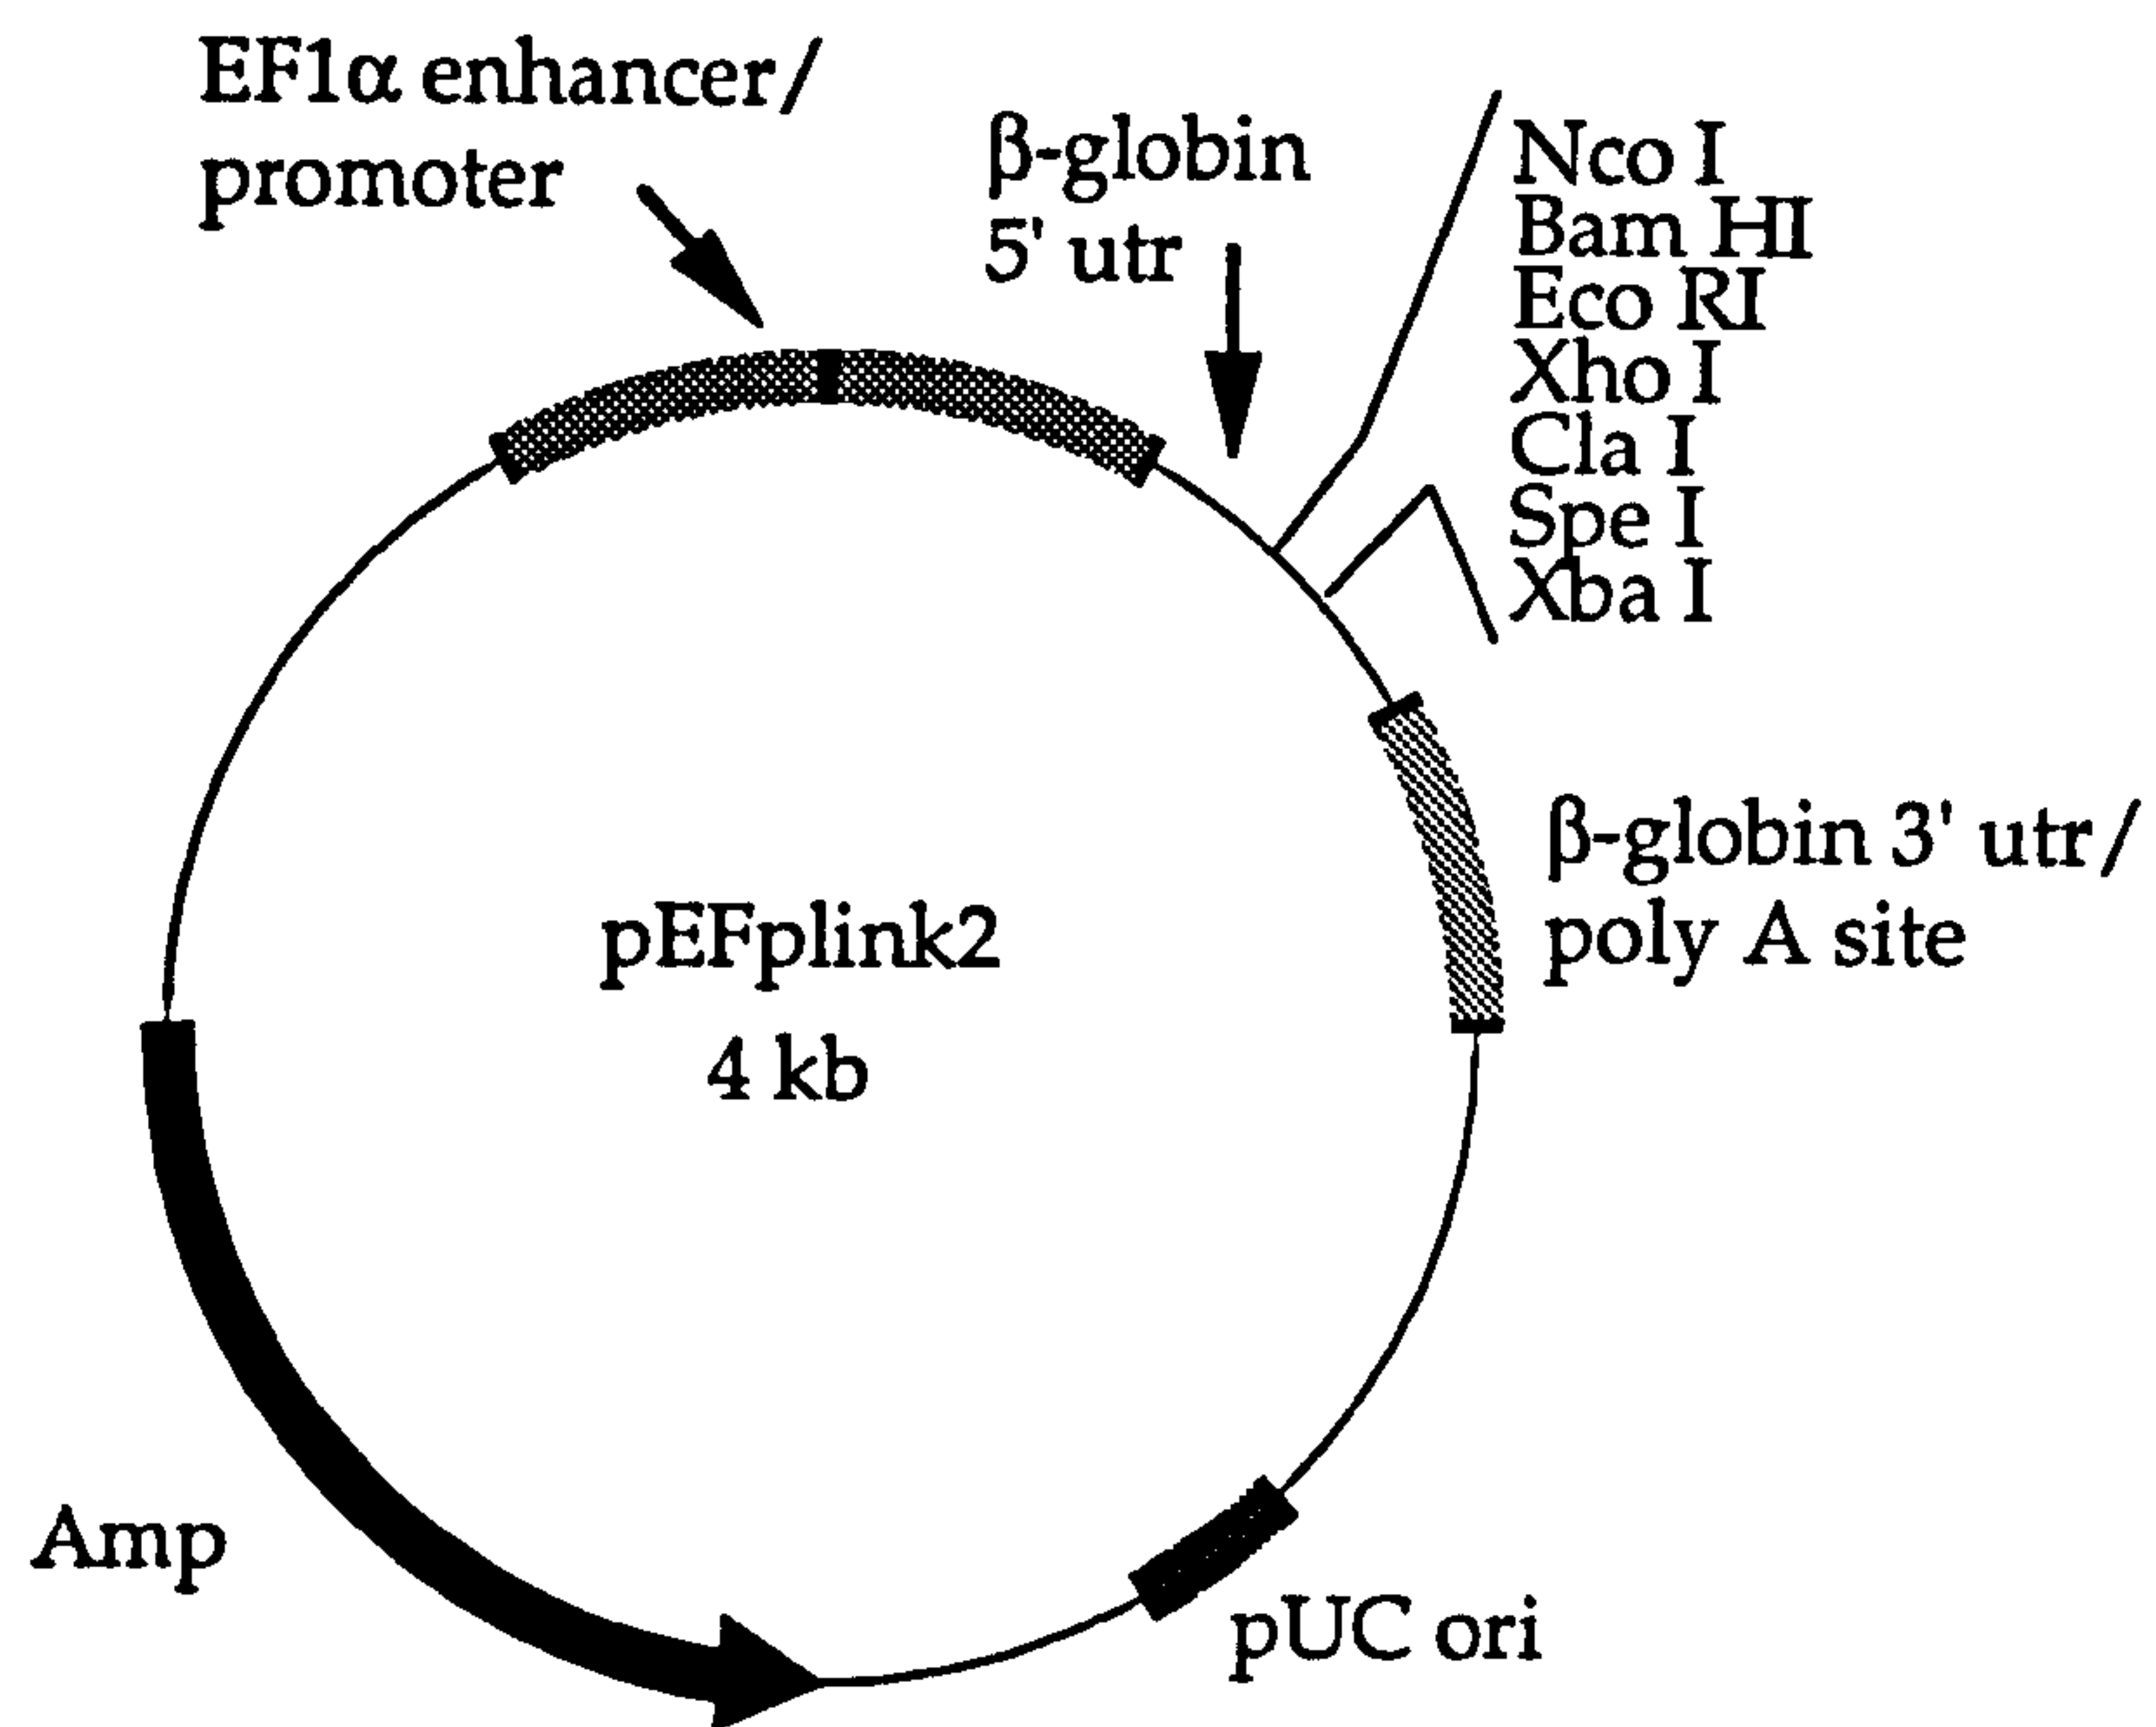 EF1α enhancer/
promoter
β-globin
5' utr
Nco I
Bam HI
Eco RI
Xho I
Cla I
Spe I
Xba I
β-globin 3' utr/
poly A site
pEFplink2
4 kb
Amp
pUC ori